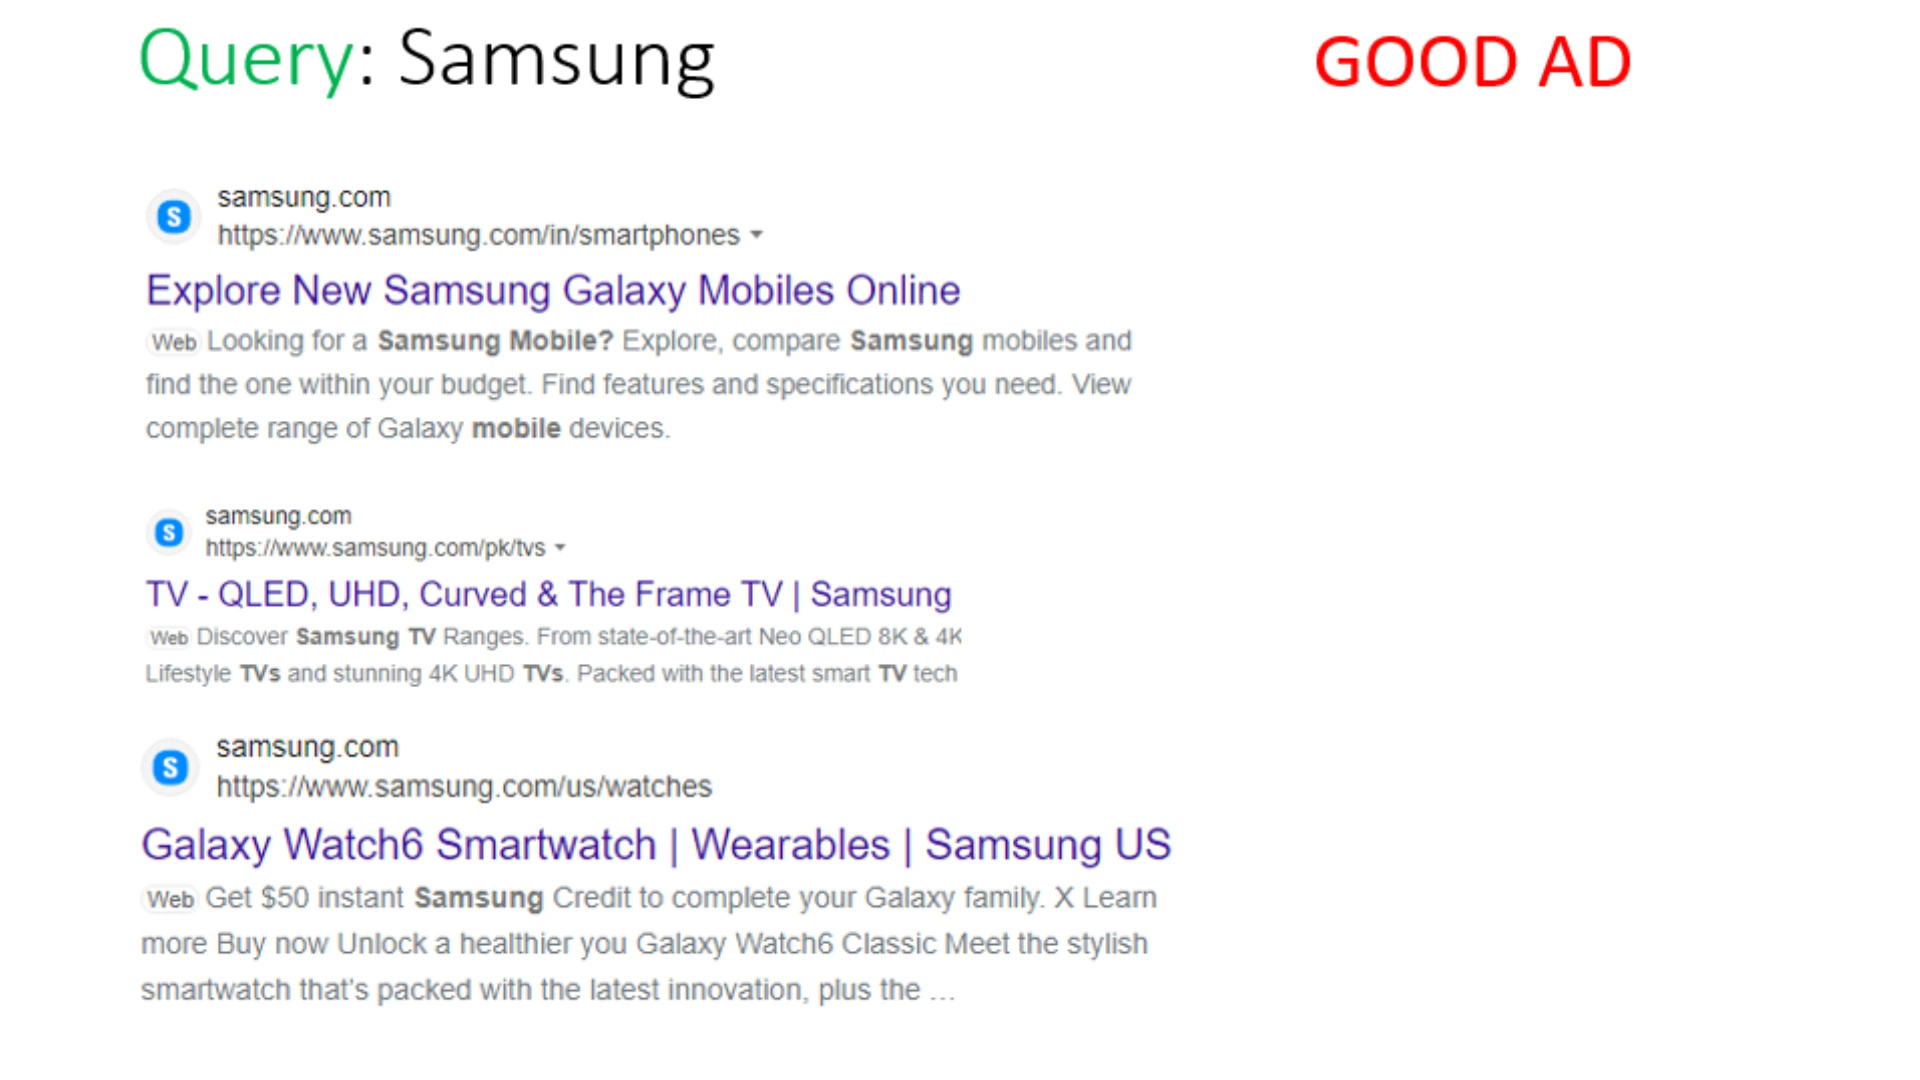 Query: Samsung
GOOD AD
S
samsung.com
https://www.samsung.com/in/smartphones
Explore New Samsung Galaxy Mobiles Online
Web Looking for a Samsung Mobile? Explore, compare Samsung mobiles and
find the one within your budget. Find features and specifications you need. View
complete range of Galaxy mobile devices.
S
samsung.com
https://www.samsung.com/pk/tvs
TV - QLED, UHD, Curved & The Frame TV | Samsung
Web Discover Samsung TV Ranges. From state-of-the-art Neo QLED 8K & 4K
Lifestyle TVs and stunning 4K UHD TVs. Packed with the latest smart TV tech
S
samsung.com
https://www.samsung.com/us/watches
Galaxy Watch6 Smartwatch | Wearables | Samsung US
Web Get $50 instant Samsung Credit to complete your Galaxy family. X Learn
more Buy now Unlock a healthier you Galaxy Watch6 Classic Meet the stylish
smartwatch that's packed with the latest innovation, plus the ...